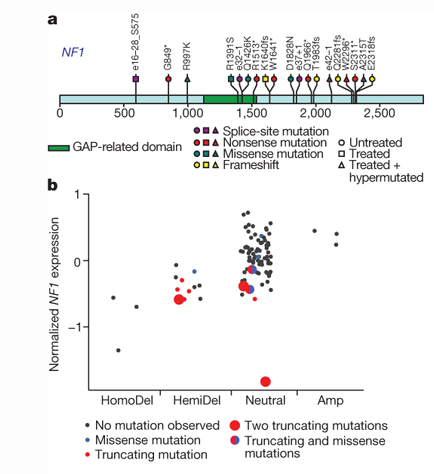 a
NF1
e16–28_S575
G849*
R997K
R1391S
e32–1
Q1426K
R1513*
K1640fs
W1641*
D1828N
e37+1
Q1966*
T1983fs
e42–1
Q2281fs
W2296*
S2311*
A2315T
E2318fs
0
500
1,000
1,500
2,000
2,500
GAP-related domain
Splice-site mutation
Nonsense mutation
Missense mutation
Frameshift
Untreated
Treated
Treated +
hypermutated
b
Normalized NF1 expression
1
0
−1
HomoDel
HemiDel
Neutral
Amp
No mutation observed
Missense mutation
Truncating mutation
Two truncating mutations
Truncating and missense
mutations